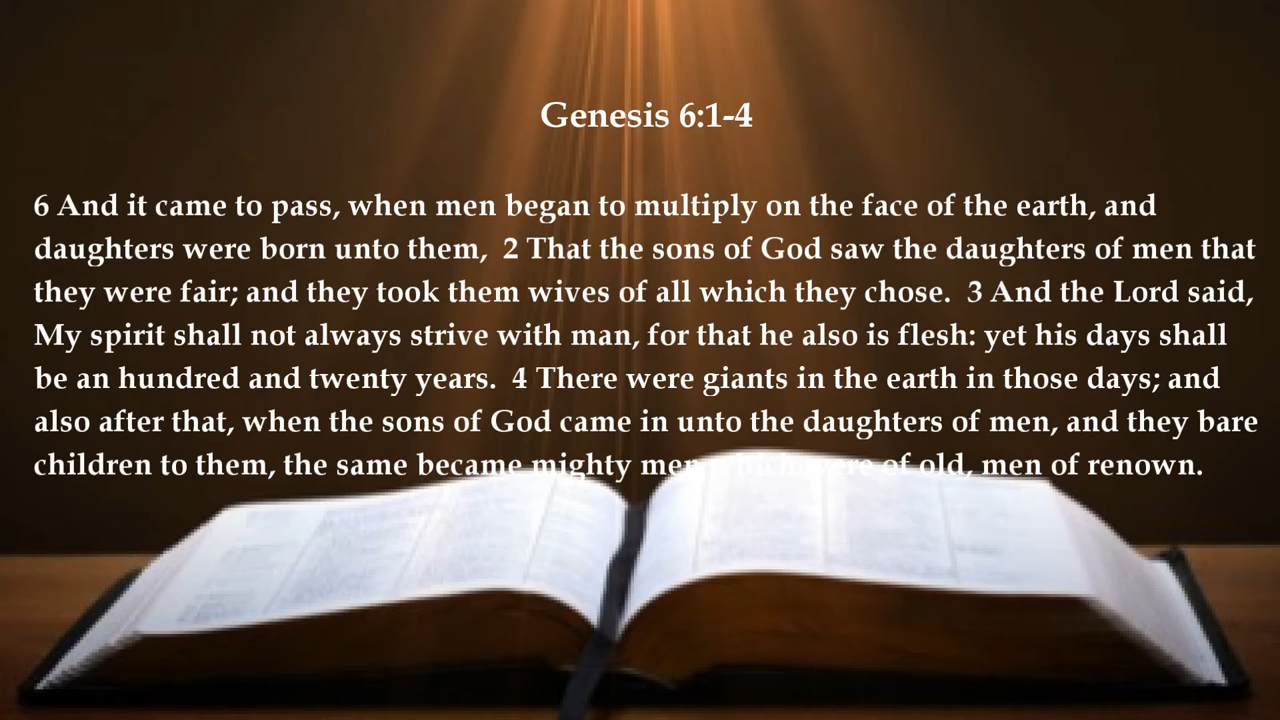 Genesis 6:1-4
6 And it came to pass, when men began to multiply on the face of the earth, and
daughters were born unto them, 2 That the sons of God saw the daughters of men that
they were fair; and they took them wives of all which they chose. 3 And the Lord said,
My spirit shall not always strive with man, for that he also is flesh: yet his days shall
be an hundred and twenty years. 4 There were giants in the earth in those days; and
also after that, when the sons of God came in unto the daughters of men, and they bare
children to them, the same became mighty men which were of old, men of renown.